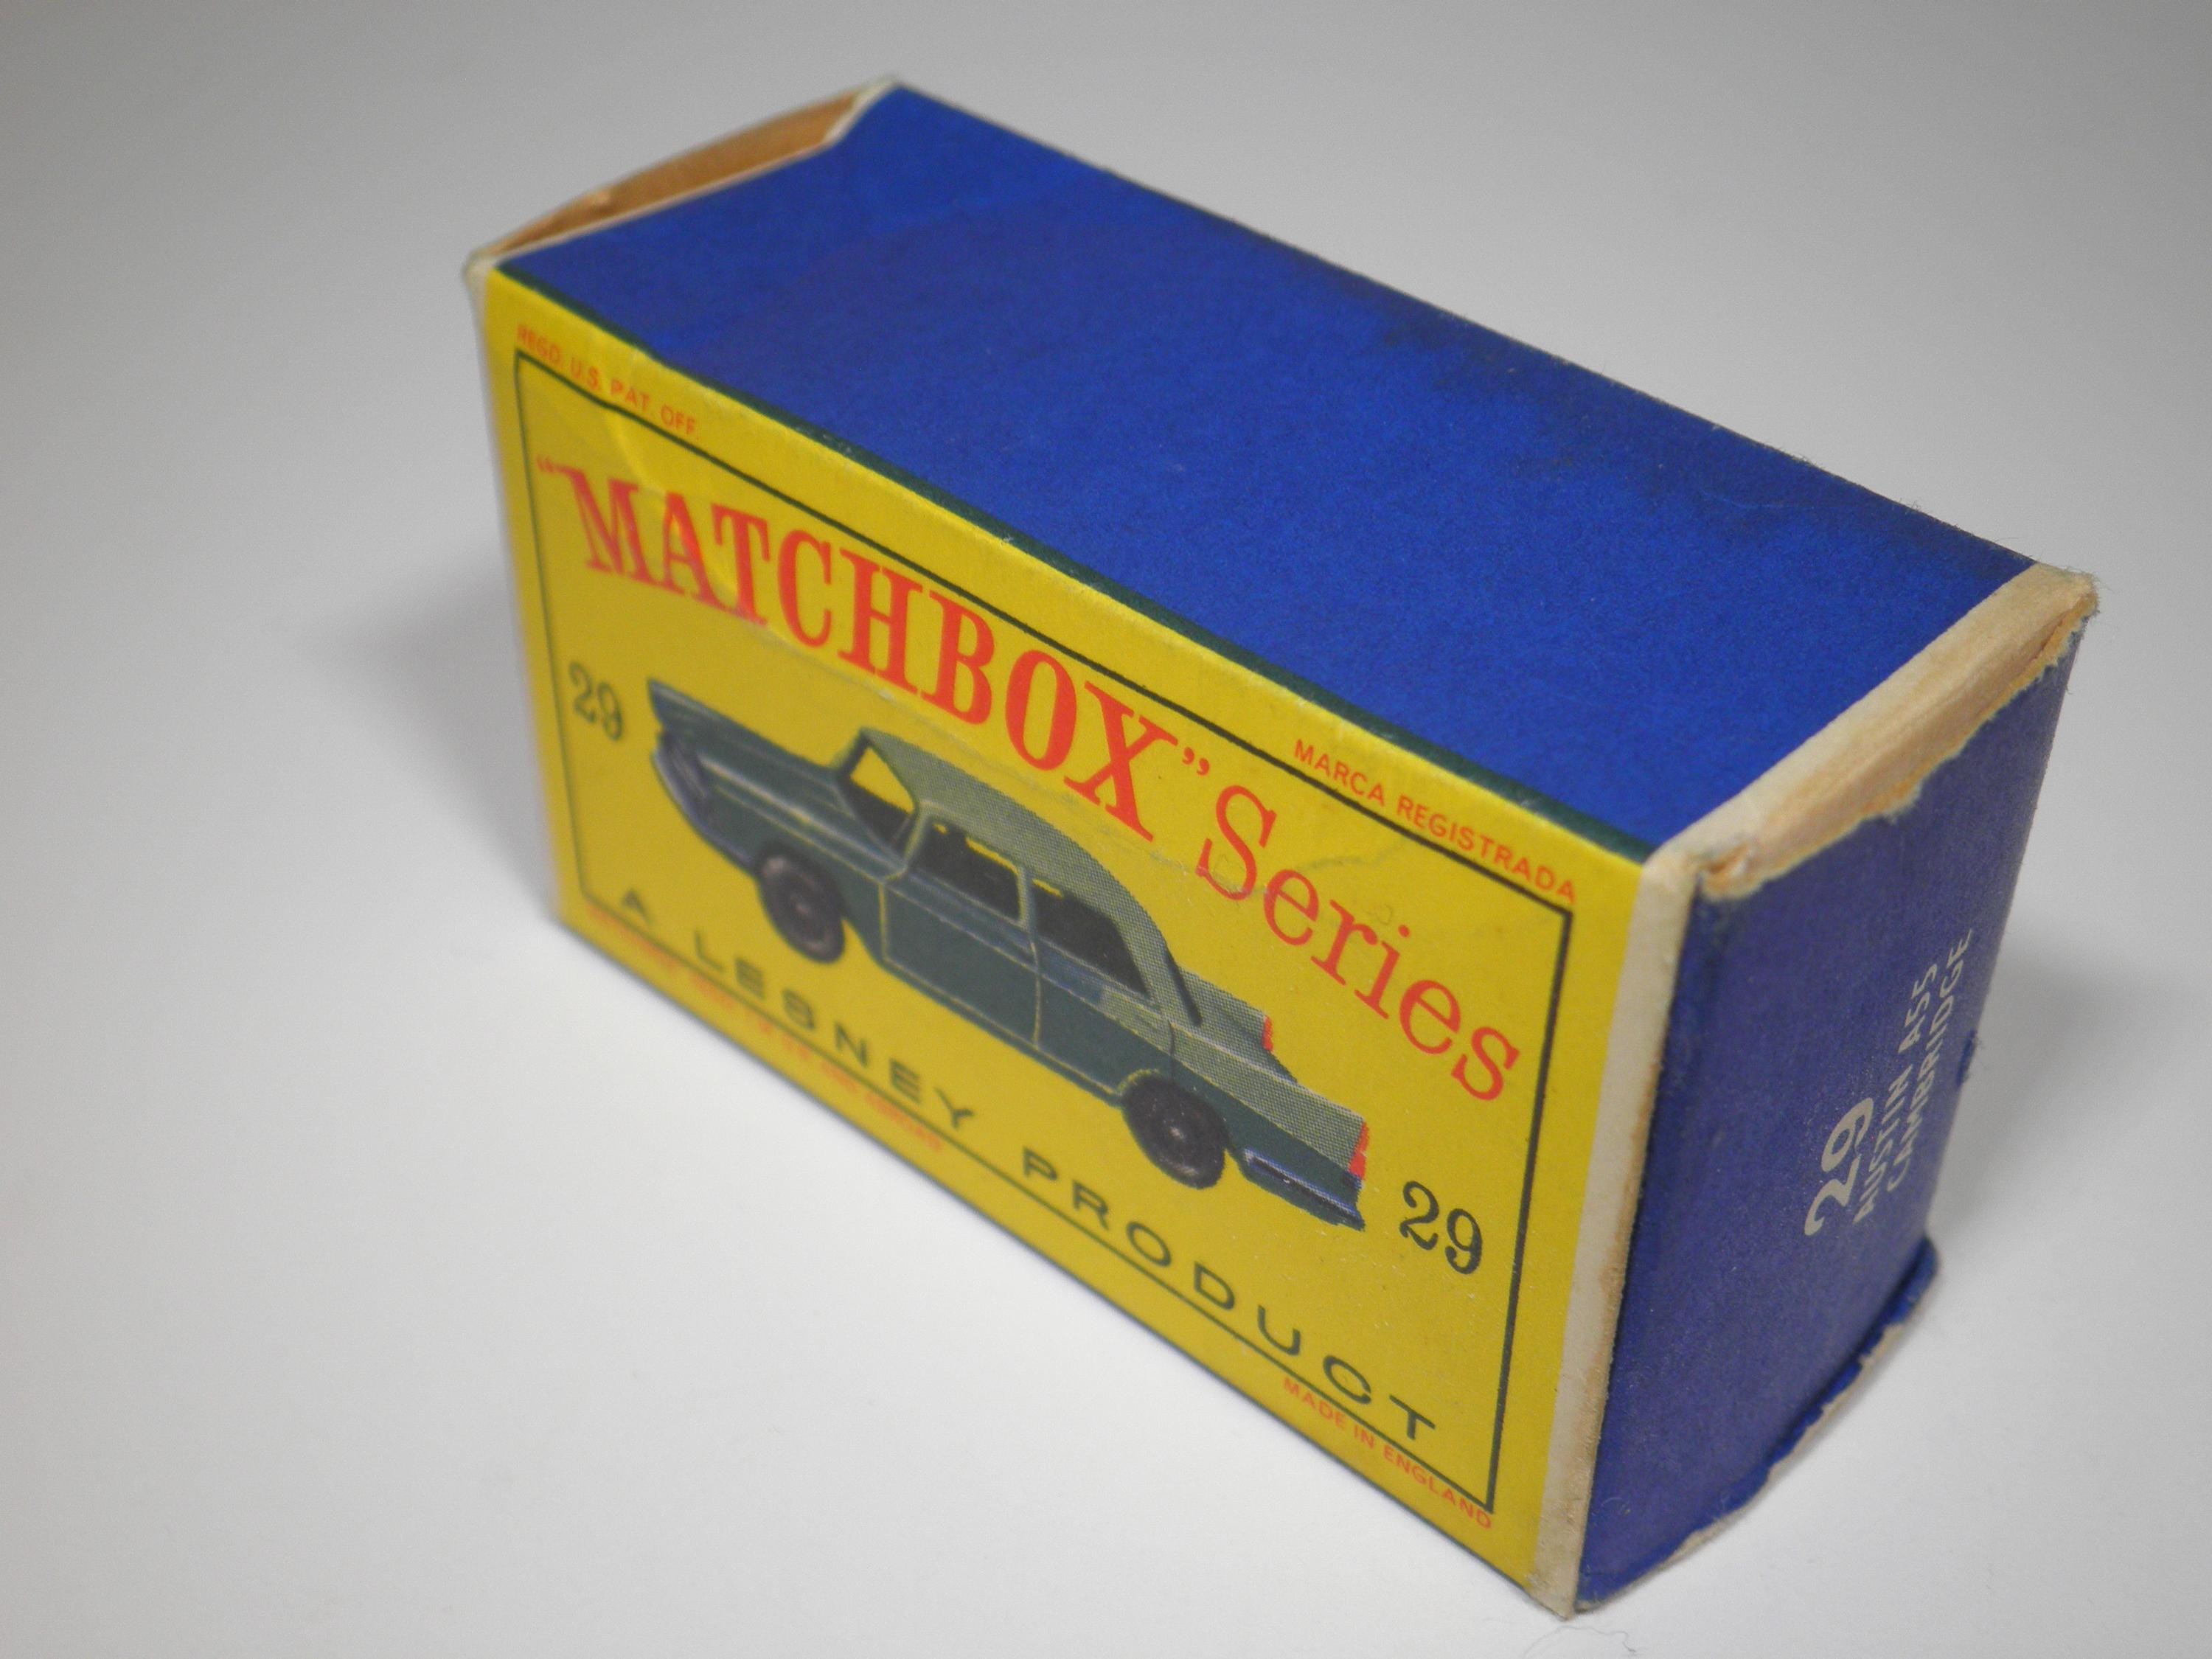 REGD. U.S. PAT. OFF.
MARCA REGISTRADA
"MATCHBOX" Series
29
29
A LESNEY PRODUCT
MADE IN ENGLAND
29
AUSTIN A55
CAMBRIDGE